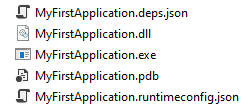 MyFirstApplication.deps.json
MyFirstApplication.dll
MyFirstApplication.exe
MyFirstApplication.pdb
MyFirstApplication.runtimeconfig.json